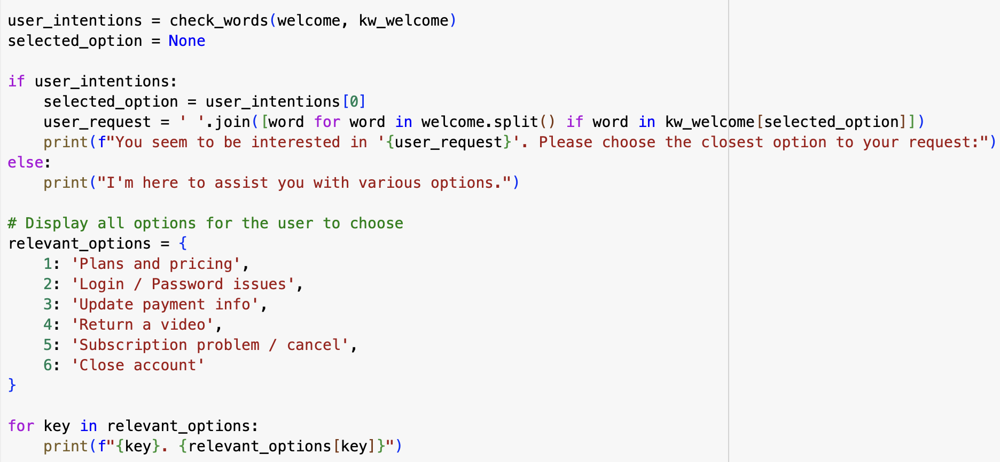 user_intentions = check_words(welcome, kw_welcome)
selected_option = None

if user_intentions:
    selected_option = user_intentions[0]
    user_request = ' '.join([word for word in welcome.split() if word in kw_welcome[selected_option]])
    print(f"You seem to be interested in '{user_request}'. Please choose the closest option to your request:")
else:
    print("I'm here to assist you with various options.")

# Display all options for the user to choose
relevant_options = {
    1: 'Plans and pricing',
    2: 'Login / Password issues',
    3: 'Update payment info',
    4: 'Return a video',
    5: 'Subscription problem / cancel',
    6: 'Close account'
}

for key in relevant_options:
    print(f"{key}. {relevant_options[key]}")